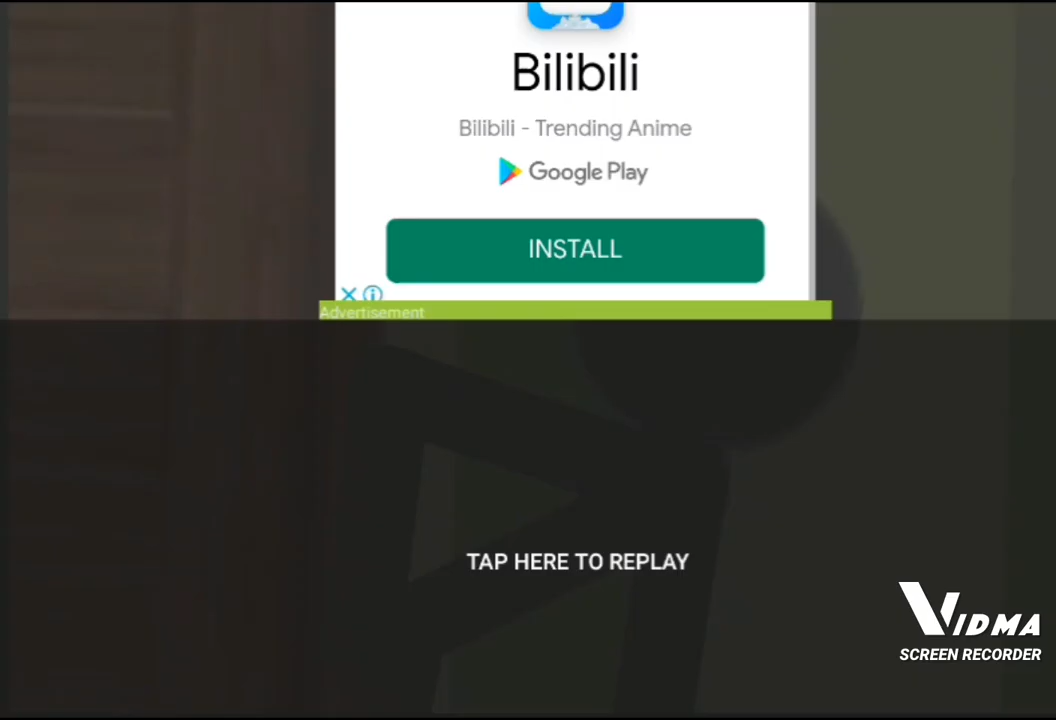 Bilibili
Bilibili - Trending Anime
Google Play
INSTALL
Advertisement
TAP HERE TO REPLAY
VIDMA
SCREEN RECORDER